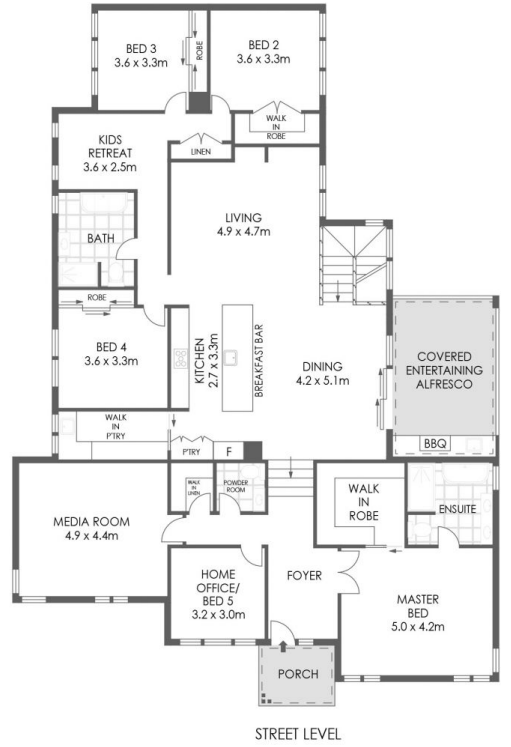 BED 3
3.6 x 3.3m
ROBE
BED 2
3.6 x 3.3m
WALK
IN
ROBE
LINEN
KIDS
RETREAT
3.6 x 2.5m
BATH
LIVING
4.9 x 4.7m
ROBE
BED 4
3.6 x 3.3m
KITCHEN
2.7 x 3.3m
BREAKFAST BAR
DINING
4.2 x 5.1m
COVERED
ENTERTAINING
ALFRESCO
BBQ
WALK
IN
P'TRY
P'TRY
F
MEDIA ROOM
4.9 x 4.4m
WALK
IN
LINEN
POWDER
ROOM
WALK
IN
ROBE
ENSUITE
HOME
OFFICE/
BED 5
3.2 x 3.0m
FOYER
MASTER
BED
5.0 x 4.2m
PORCH
STREET LEVEL